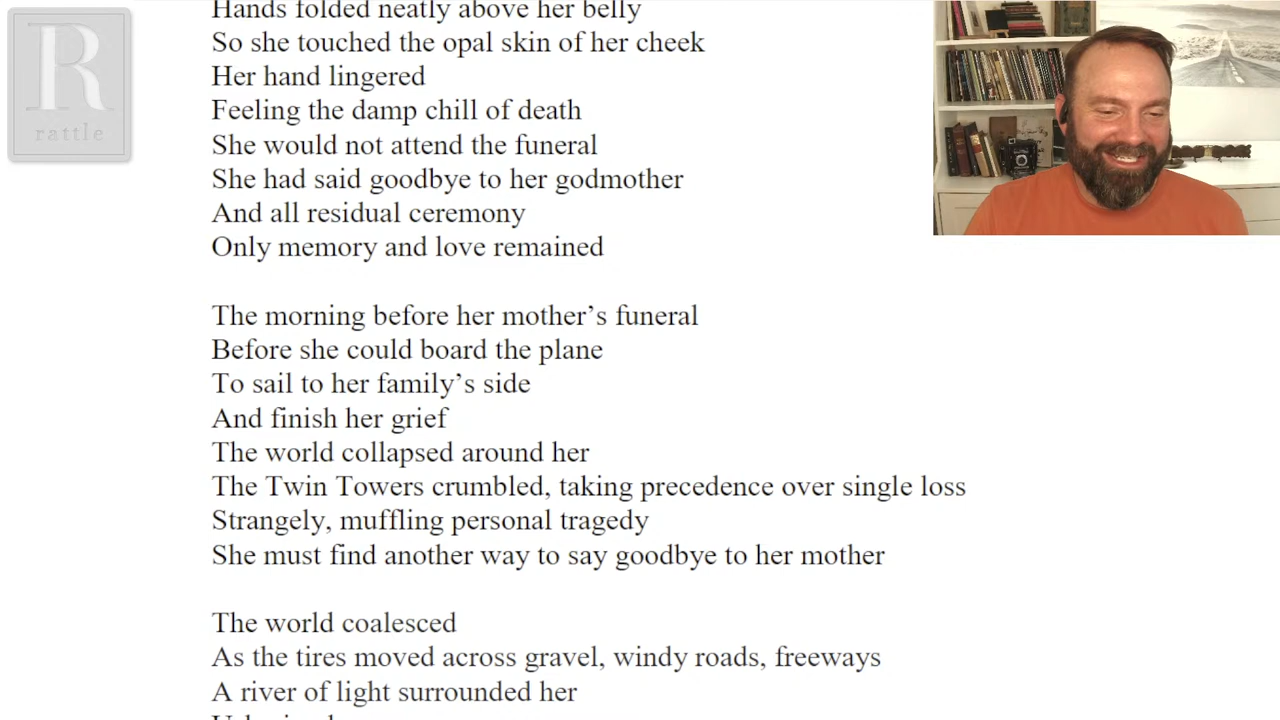 Hands folded neatly above her belly
So she touched the opal skin of her cheek
Her hand lingered
Feeling the damp chill of death
She would not attend the funeral
She had said goodbye to her godmother
And all residual ceremony
Only memory and love remained
The morning before her mother’s funeral
Before she could board the plane
To sail to her family’s side
And finish her grief
The world collapsed around her
The Twin Towers crumbled, taking precedence over single loss
Strangely, muffling personal tragedy
She must find another way to say goodbye to her mother
The world coalesced
As the tires moved across gravel, windy roads, freeways
A river of light surrounded her
R
rattle